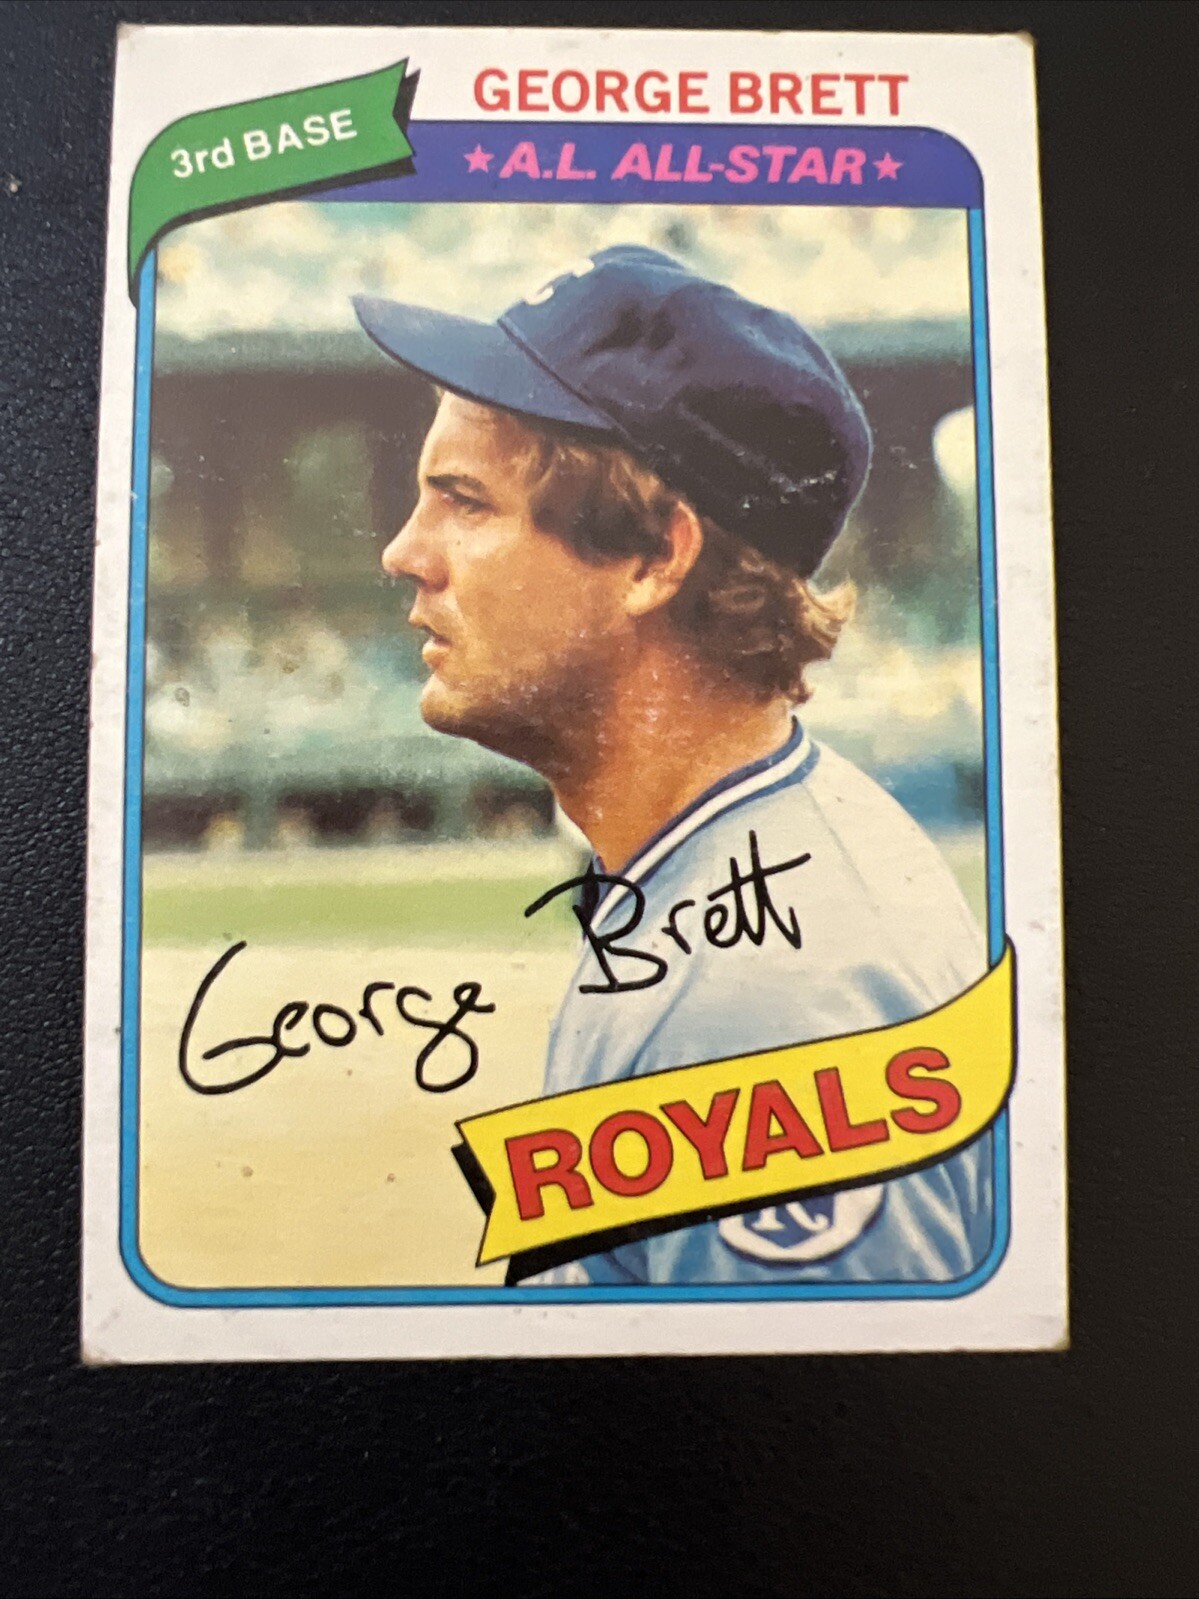 GEORGE BRETT
3rd BASE
★A.L. ALL-STAR★
George Brett
ROYALS
R